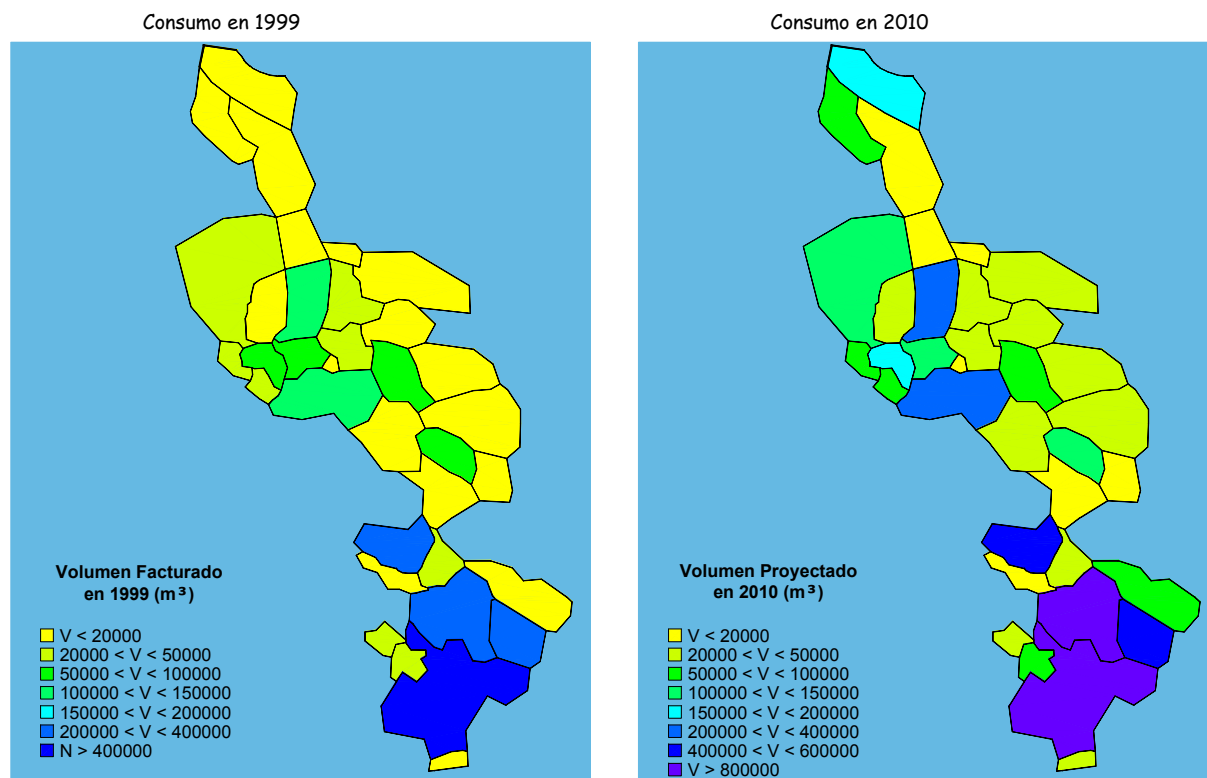 Consumo en 1999
Volumen Facturado
en 1999 (m³)
V < 20000
20000 < V < 50000
50000 < V < 100000
100000 < V < 150000
150000 < V < 200000
200000 < V < 400000
N > 400000
Consumo en 2010
Volumen Proyectado
en 2010 (m³)
V < 20000
20000 < V < 50000
50000 < V < 100000
100000 < V < 150000
150000 < V < 200000
200000 < V < 400000
400000 < V < 600000
V > 800000